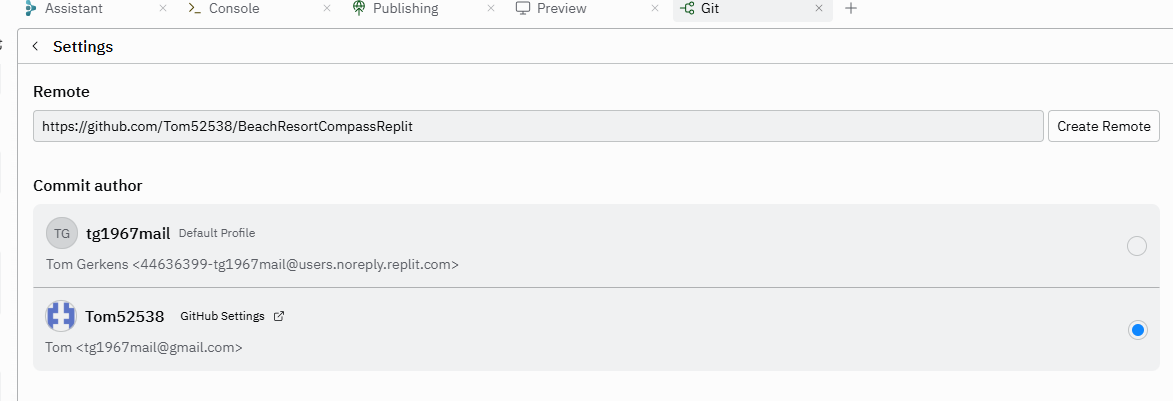 Assistant
Console
Publishing
Preview
Git
Settings
Remote
https://github.com/Tom52538/BeachResortCompassReplit
Create Remote
Commit author
TG tg1967mail Default Profile
Tom Gerkens <44636399-tg1967mail@users.noreply.replit.com>
Tom52538 GitHub Settings
Tom <tg1967mail@gmail.com>